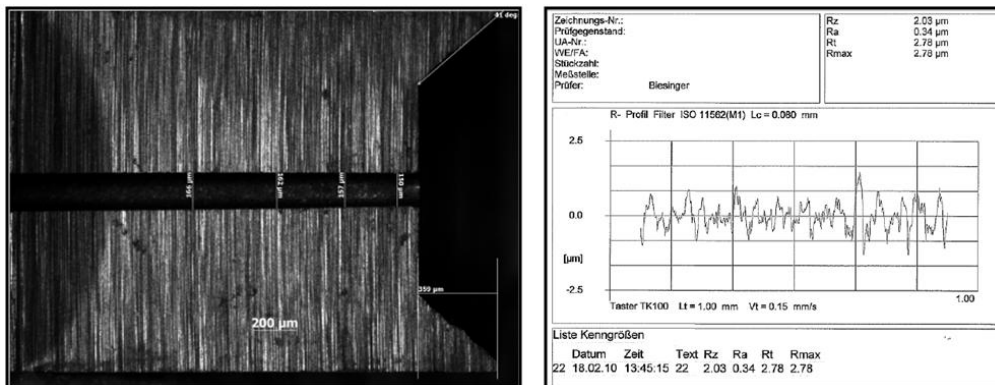 41 deg
166 µm
162 µm
157 µm
150 µm
359 µm
200 µm
Zeichnungs-Nr.:
Prüfgegenstand:
UA-Nr.:
WE/FA:
Stückzahl:
Meßstelle:
Prüfer: Biesinger
Rz 2.03 µm
Ra 0.34 µm
Rt 2.78 µm
Rmax 2.78 µm
R- Profil Filter ISO 11562(M1) Lc = 0.080 mm
2.5
0.0
[µm]
-2.5
1.00
Taster TK100 Lt = 1.00 mm Vt = 0.15 mm/s
Liste Kenngrößen
Datum Zeit Text Rz Ra Rt Rmax
22 18.02.10 13:45:15 22 2.03 0.34 2.78 2.78